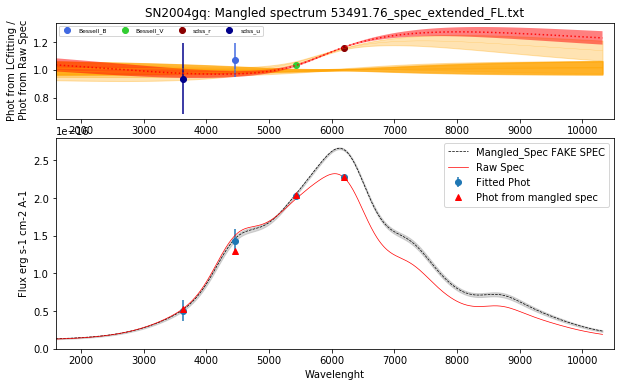 SN2004gq: Mangled spectrum 53491.76_spec_extended_FL.txt
Phot from LCfitting /
Phot from Raw Spec
Bessell_B Bessell_V sdss_r sdss_u
1.2
1.0
0.8
2000 3000 4000 5000 6000 7000 8000 9000 10000
1e-16
Flux erg s-1 cm-2 A-1
2.5
2.0
1.5
1.0
0.5
0.0
Mangled_Spec FAKE SPEC
Raw Spec
Fitted Phot
Phot from mangled spec
2000 3000 4000 5000 6000 7000 8000 9000 10000
Wavelenght